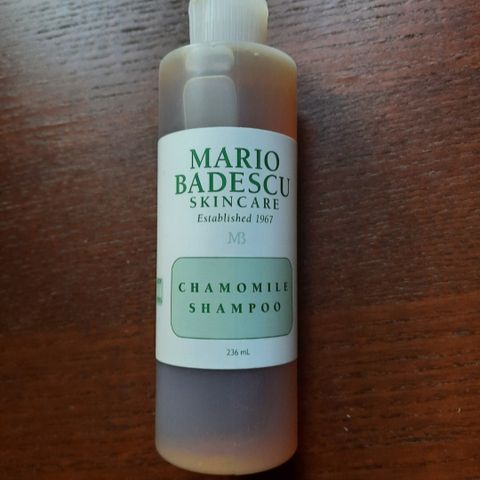 MARIO
BADESCU
SKINCARE
Established 1967
MB
CHAMOMILE
SHAMPOO
236 mL